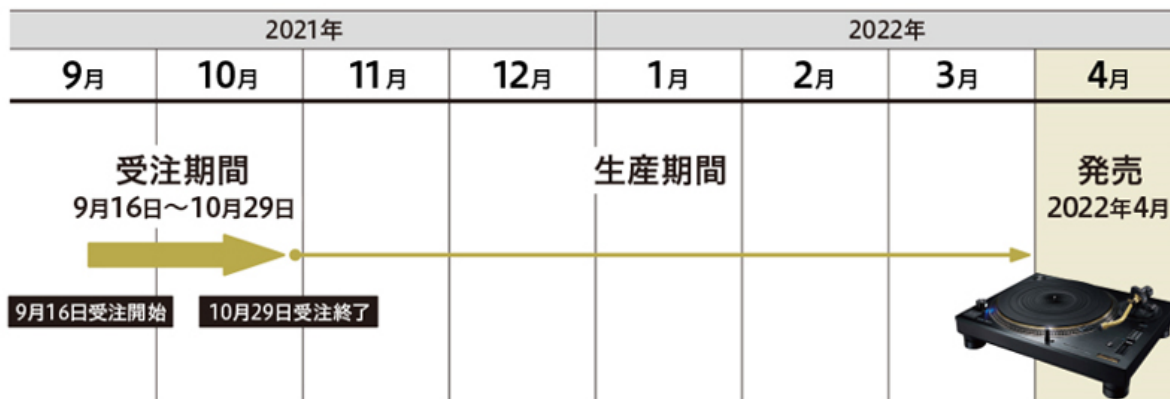 2021年 2022年
9月 10月 11月 12月 1月 2月 3月 4月
受注期間 生産期間 発売
9月16日〜10月29日 2022年4月
9月16日受注開始 10月29日受注終了